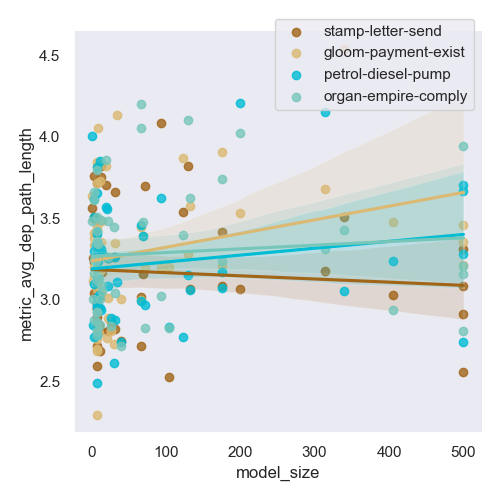 stamp-letter-send
gloom-payment-exist
petrol-diesel-pump
organ-empire-comply
4.5
4.0
3.5
3.0
2.5
metric_avg_dep_path_length
0 100 200 300 400 500
model_size